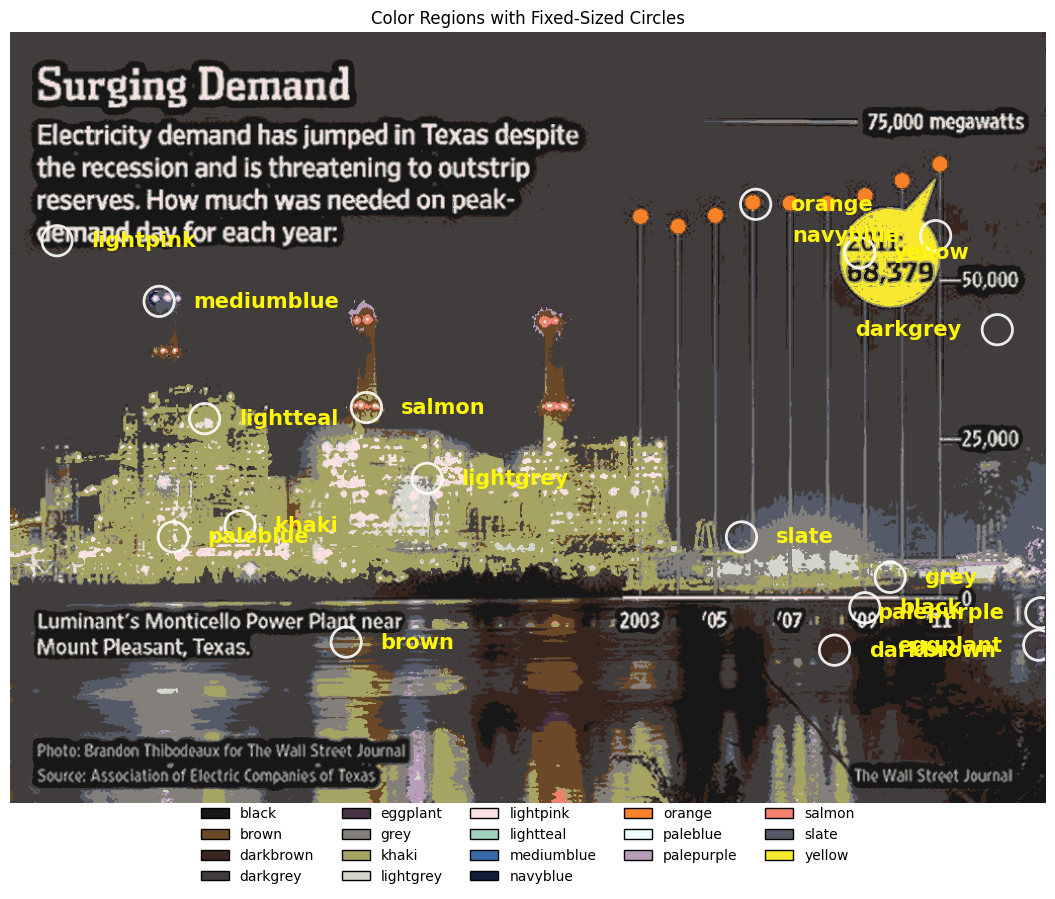 Color Regions with Fixed-Sized Circles
Surging Demand
Electricity demand has jumped in Texas despite
the recession and is threatening to outstrip
reserves. How much was needed on peak-
demand day for each year:
75,000 megawatts
orange
navyblue
yellow
2011:
68,379
50,000
lightpink
mediumblue
darkgrey
salmon
lightteal
25,000
lightgrey
khaki
paleblue
slate
grey
0
black
palepurple
2003
'05
'07
'09
'11
eggplant
darkbrown
brown
Luminant's Monticello Power Plant near
Mount Pleasant, Texas.
Photo: Brandon Thibodeaux for The Wall Street Journal
Source: Association of Electric Companies of Texas
The Wall Street Journal
black eggplant lightpink orange salmon
brown grey lightteal paleblue slate
darkbrown khaki mediumblue palepurple yellow
darkgrey lightgrey navyblue